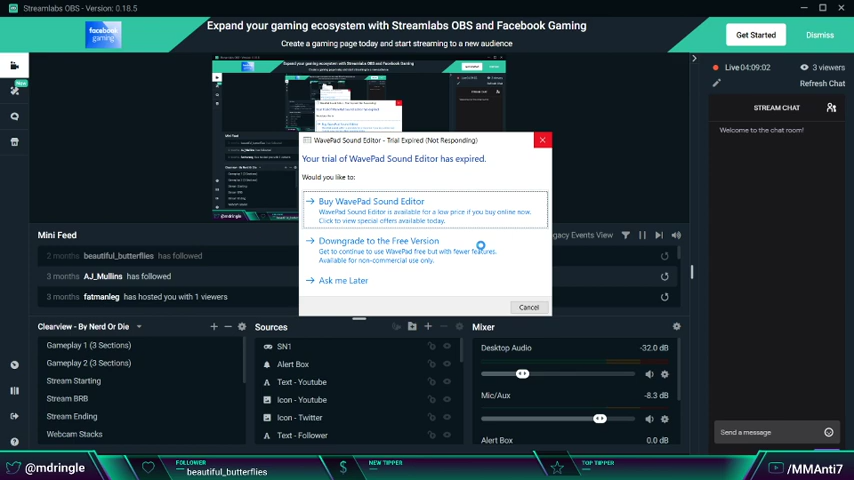 Streamlabs OBS - Version: 0.18.5
facebook
gaming
Expand your gaming ecosystem with Streamlabs OBS and Facebook Gaming
Create a gaming page today and start streaming to a new audience
Get Started
Dismiss
Live 04:09:02
3 viewers
Refresh Chat
New
STREAM CHAT
Welcome to the chat room!
WavePad Sound Editor - Trial Expired (Not Responding)
Your trial of WavePad Sound Editor has expired.
Would you like to:
Buy WavePad Sound Editor
WavePad Sound Editor is available for a low price if you buy online now.
Click to view special offers available today.
Downgrade to the Free Version
Get to continue to use WavePad free but with fewer features.
Available for non-commercial use only.
Ask me Later
Cancel
Mini Feed
egacy Events View
2 months beautiful_butterflies has followed
3 months AJ_Mullins has followed
3 months fatmanleg has hosted you with 1 viewers
Clearview - By Nerd Or Die
Gameplay 1 (3 Sections)
Gameplay 2 (3 Sections)
Stream Starting
Stream BRB
Stream Ending
Webcam Stacks
Sources
SN1
Alert Box
Text - Youtube
Icon - Youtube
Icon - Twitter
Text - Follower
Mixer
Desktop Audio
-32.0 dB
Mic/Aux
-8.3 dB
Alert Box
0.0 dB
Send a message
@mdringle
FOLLOWER
beautiful_butterflies
NEW TIPPER
TOP TIPPER
/MMAnti7